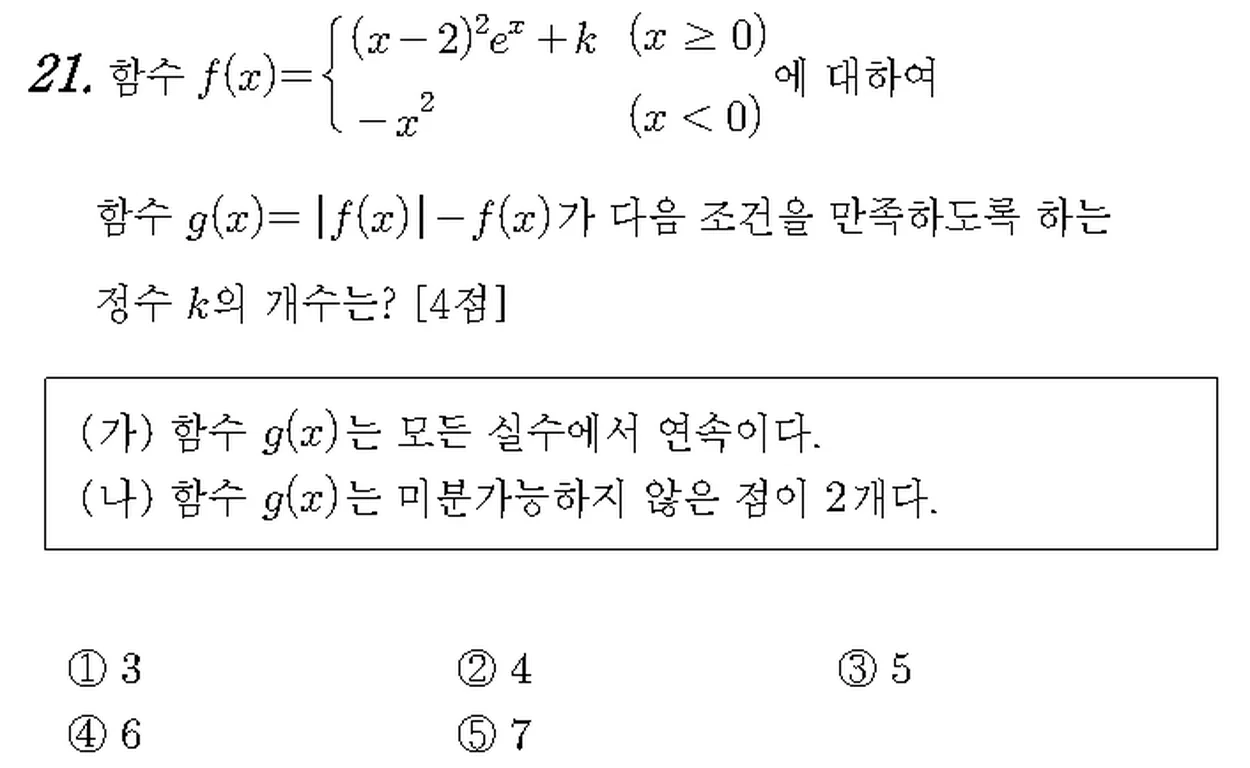 21. 함수 f(x)= { (x-2)²eˣ+k (x ≥ 0)
-x² (x < 0) 에 대하여
함수 g(x)= |f(x)|-f(x)가 다음 조건을 만족하도록 하는
정수 k의 개수는? [4점]
(가) 함수 g(x)는 모든 실수에서 연속이다.
(나) 함수 g(x)는 미분가능하지 않은 점이 2개다.
① 3 ② 4 ③ 5
④ 6 ⑤ 7